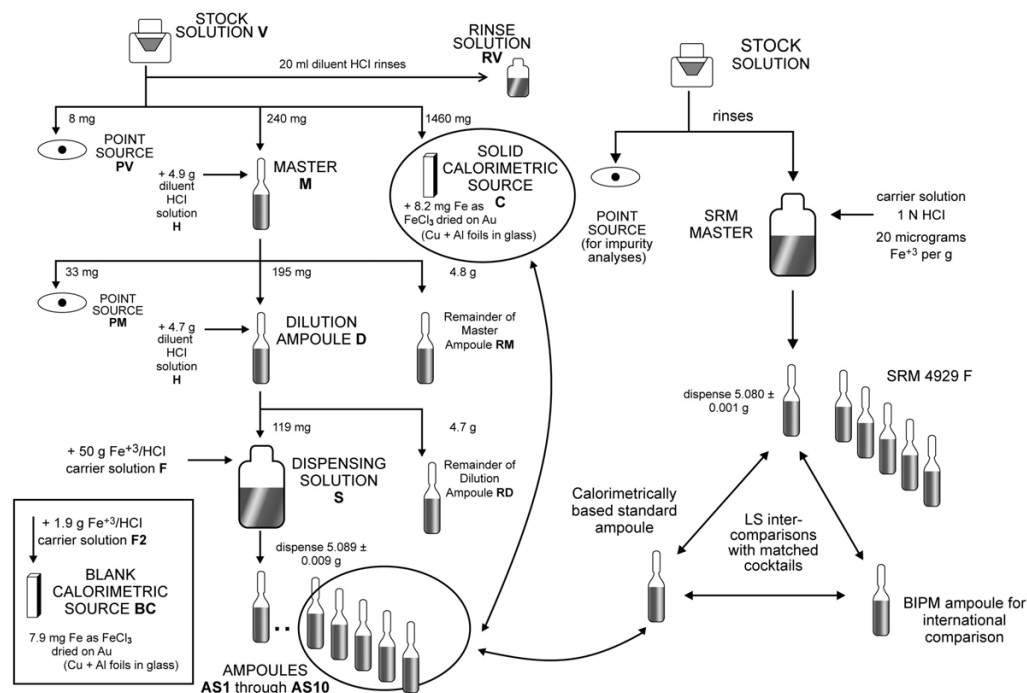 STOCK
SOLUTION V
RINSE
SOLUTION
RV
20 ml diluent HCl rinses
8 mg
240 mg
1460 mg
POINT
SOURCE
PV
+ 4.9 g
diluent
HCl
solution
H
MASTER
M
SOLID
CALORIMETRIC
SOURCE
C
+ 8.2 mg Fe as
FeCl3 dried on Au
(Cu + Al foils in glass)
33 mg
195 mg
4.8 g
POINT
SOURCE
PM
+ 4.7 g
diluent
HCl
solution
H
DILUTION
AMPOULE D
Remainder of
Master
Ampoule RM
119 mg
4.7 g
+ 50 g Fe+3/HCl
carrier solution F
DISPENSING
SOLUTION
S
Remainder of
Dilution
Ampoule RD
+ 1.9 g Fe+3/HCl
carrier solution F2
BLANK
CALORIMETRIC
SOURCE BC
7.9 mg Fe as FeCl3
dried on Au
(Cu + Al foils in glass)
dispense 5.089 ±
0.009 g
AMPOULES
AS1 through AS10
STOCK
SOLUTION
rinses
POINT
SOURCE
(for impurity
analyses)
SRM
MASTER
carrier solution
1 N HCl
20 micrograms
Fe+3 per g
SRM 4929 F
dispense 5.080 ±
0.001 g
Calorimetrically
based standard
ampoule
LS inter-
comparisons
with matched
cocktails
BIPM ampoule for
international
comparison